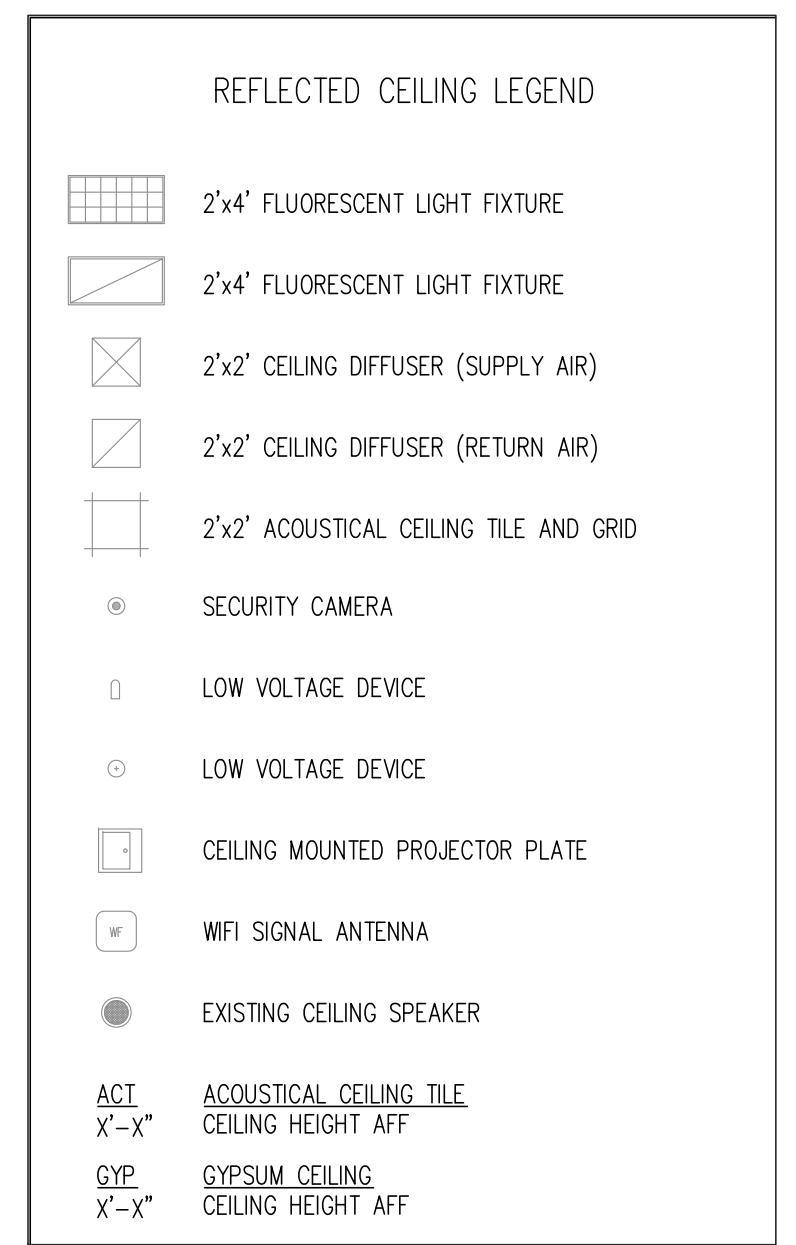 REFLECTED CEILING LEGEND
2'x4' FLUORESCENT LIGHT FIXTURE
2'x4' FLUORESCENT LIGHT FIXTURE
2'x2' CEILING DIFFUSER (SUPPLY AIR)
2'x2' CEILING DIFFUSER (RETURN AIR)
2'x2' ACOUSTICAL CEILING TILE AND GRID
SECURITY CAMERA
LOW VOLTAGE DEVICE
LOW VOLTAGE DEVICE
CEILING MOUNTED PROJECTOR PLATE
WF WIFI SIGNAL ANTENNA
EXISTING CEILING SPEAKER
ACT ACOUSTICAL CEILING TILE
X'-X" CEILING HEIGHT AFF
GYP GYPSUM CEILING
X'-X" CEILING HEIGHT AFF